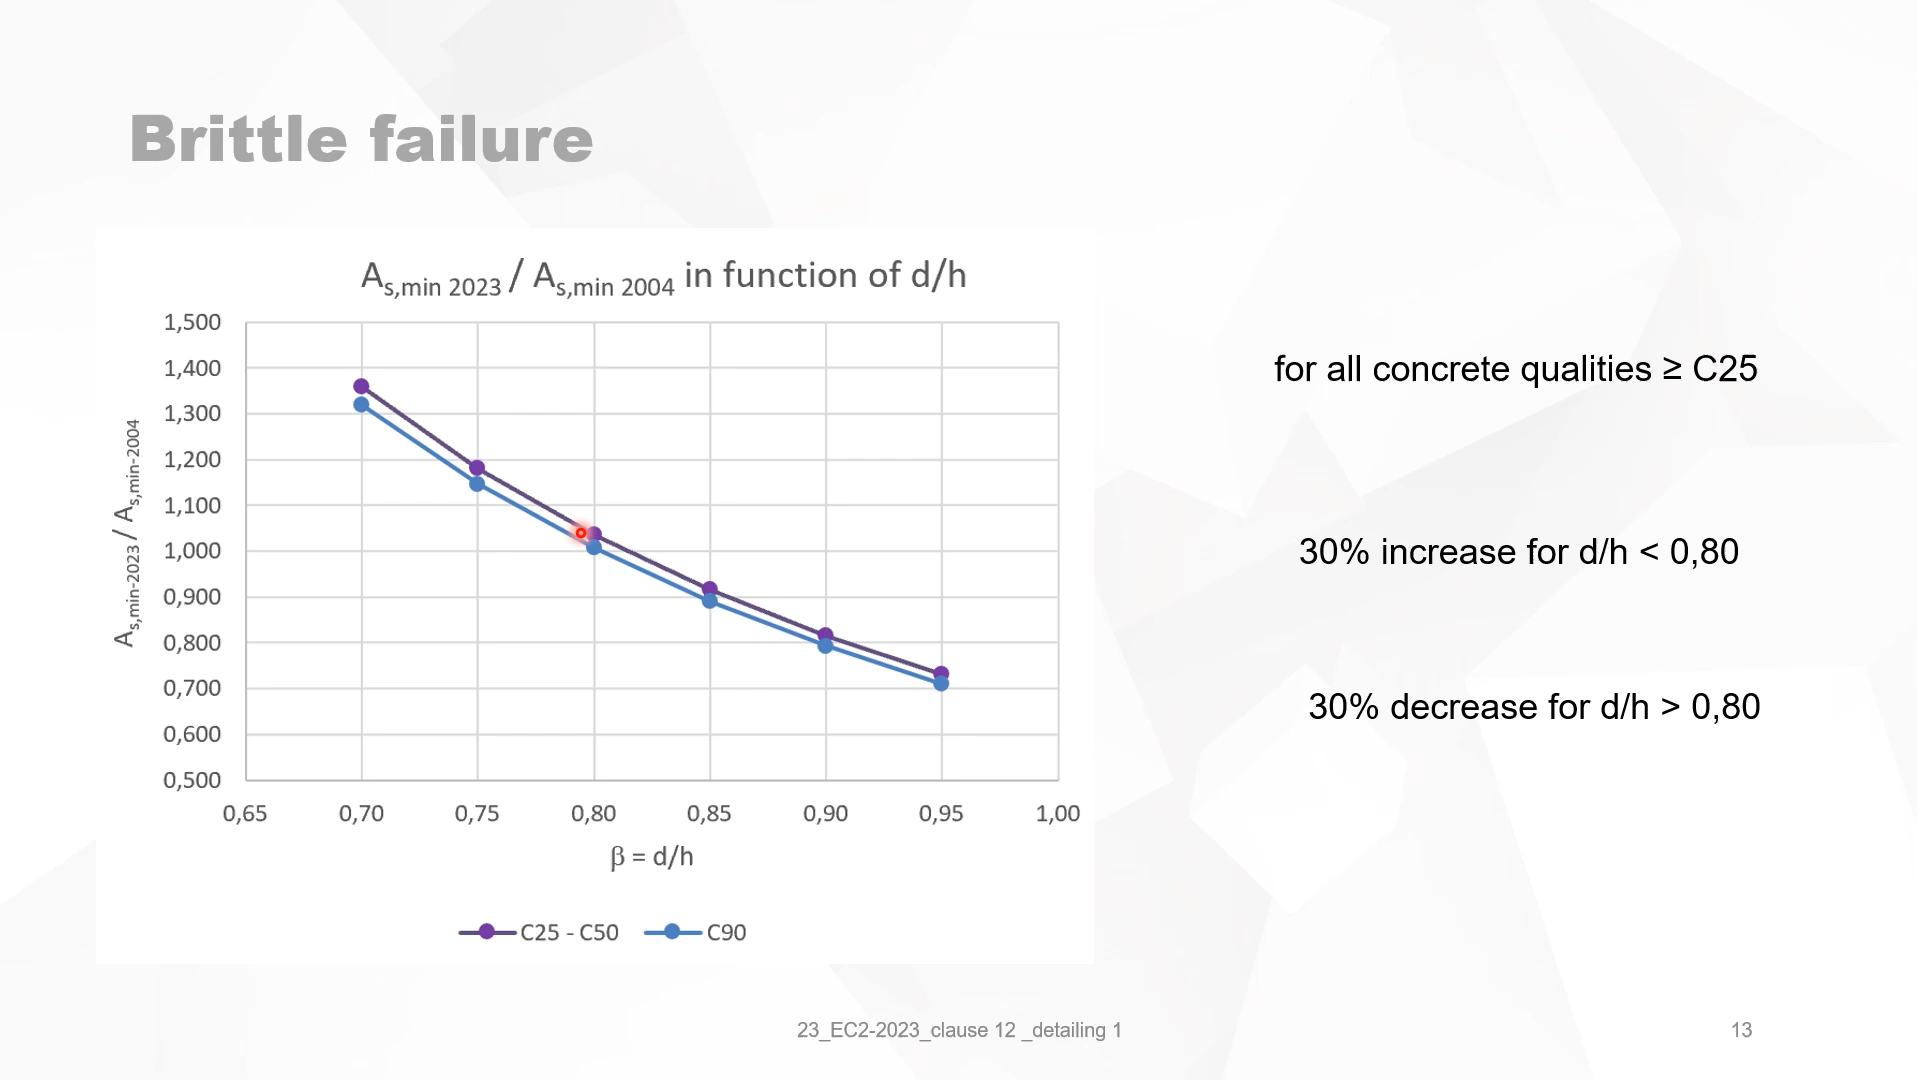 Brittle failure
As,min 2023 / As,min 2004 in function of d/h
As,min-2023 / As,min-2004
1,500
1,400
1,300
1,200
1,100
1,000
0,900
0,800
0,700
0,600
0,500
0,65 0,70 0,75 0,80 0,85 0,90 0,95 1,00
β = d/h
C25 - C50 C90
for all concrete qualities ≥ C25
30% increase for d/h < 0,80
30% decrease for d/h > 0,80
23_EC2-2023_clause 12 _detailing 1
13